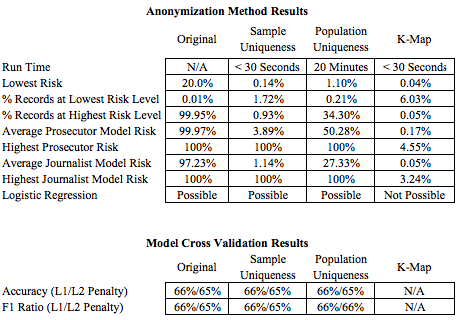 Anonymization Method Results
Original Sample Uniqueness Population Uniqueness K-Map
Run Time N/A < 30 Seconds 20 Minutes < 30 Seconds
Lowest Risk 20.0% 0.14% 1.10% 0.04%
% Records at Lowest Risk Level 0.01% 1.72% 0.21% 6.03%
% Records at Highest Risk Level 99.95% 0.93% 34.30% 0.05%
Average Prosecutor Model Risk 99.97% 3.89% 50.28% 0.17%
Highest Prosecutor Risk 100% 100% 100% 4.55%
Average Journalist Model Risk 97.23% 1.14% 27.33% 0.05%
Highest Journalist Model Risk 100% 100% 100% 3.24%
Logistic Regression Possible Possible Possible Not Possible
Model Cross Validation Results
Original Sample Uniqueness Population Uniqueness K-Map
Accuracy (L1/L2 Penalty) 66%/65% 66%/65% 66%/65% N/A
F1 Ratio (L1/L2 Penalty) 66%/65% 66%/65% 66%/66% N/A